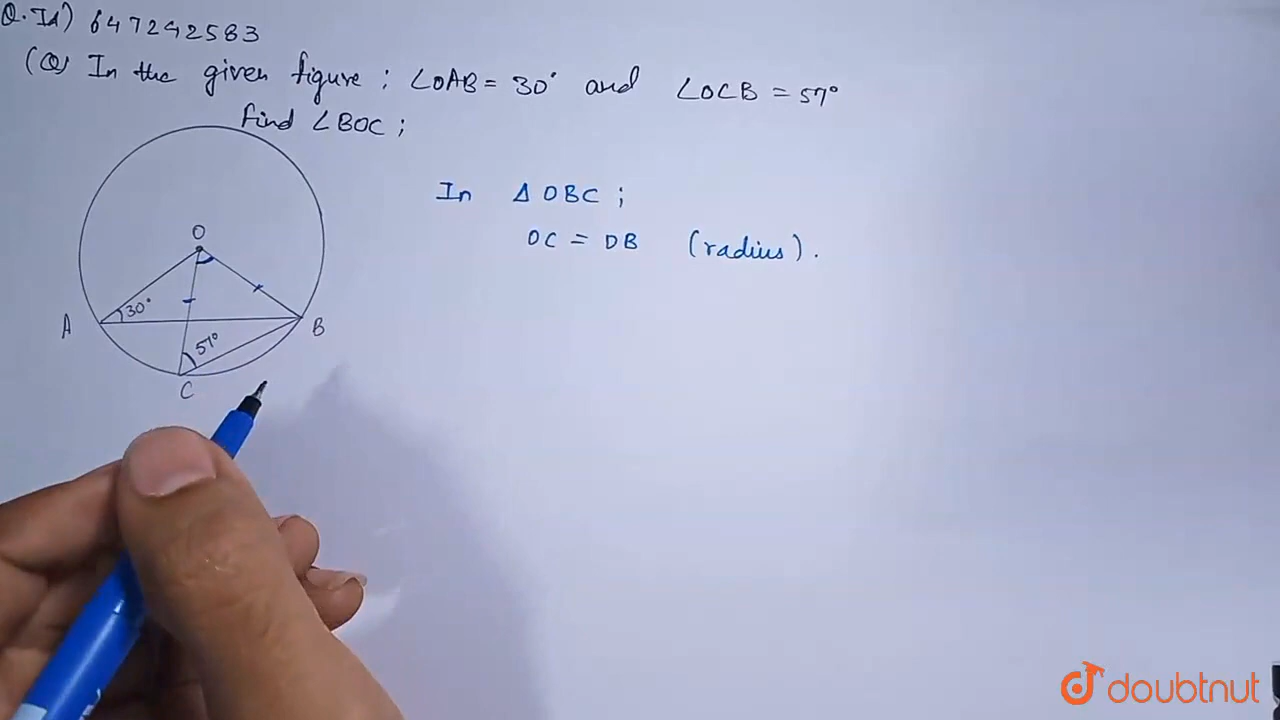 Q.Id) 647242583
(Q) In the given figure ; ∠OAB = 30° and ∠OCB = 57°
find ∠BOC ;
In Δ OBC ;
OC = OB (radius).
O
30°
A
B
57°
C
doubtnut